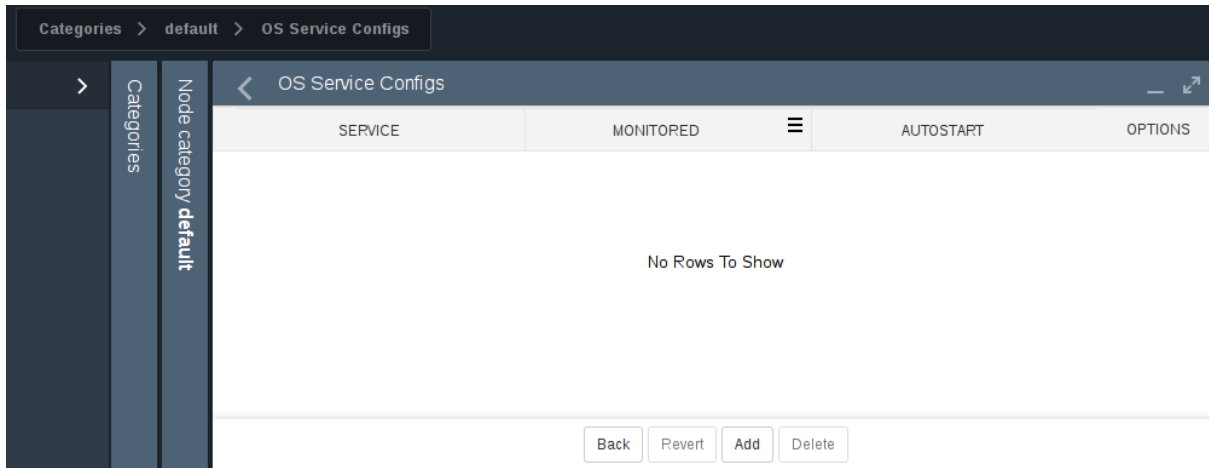 Categories > default > OS Service Configs
Categories
Node category default
OS Service Configs
SERVICE MONITORED AUTOSTART OPTIONS
No Rows To Show
Back Revert Add Delete